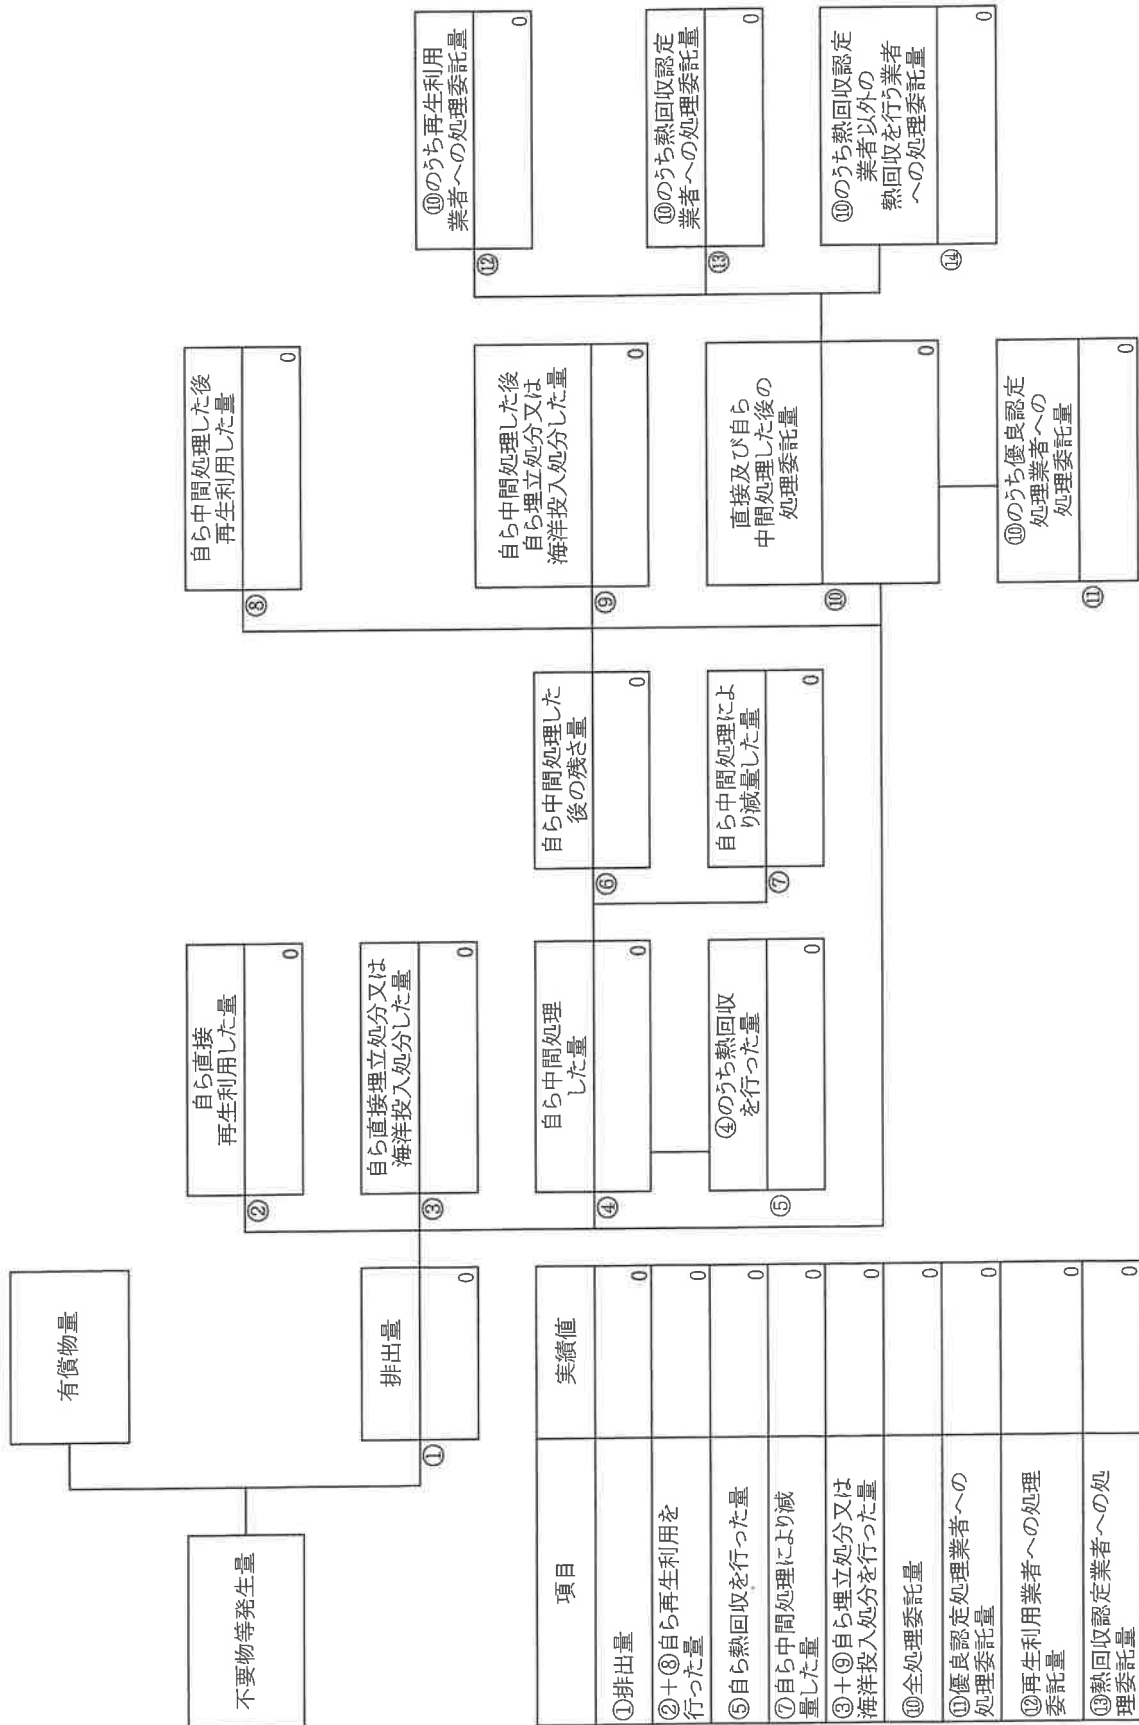 不要物等発生量
有償物量
排出量
①
0
自ら直接
再生利用した量
②
0
自ら直接埋立処分又は
海洋投入処分した量
③
0
自ら中間処理
した量
④
0
④のうち熱回収
を行った量
⑤
0
自ら中間処理した
後の残さ量
⑥
0
自ら中間処理によ
り減量した量
⑦
0
自ら中間処理した後
再生利用した量
⑧
0
自ら中間処理した後
自ら埋立処分又は
海洋投入処分した量
⑨
0
直接及び自ら
中間処理した後の
処理委託量
⑩
0
⑩のうち優良認定
処理業者への
処理委託量
⑪
0
⑩のうち再生利用
業者への処理委託量
⑫
0
⑩のうち熱回収認定
業者への処理委託量
⑬
0
⑩のうち熱回収認定
業者以外の
熱回収を行う業者
への処理委託量
⑭
0
項目 実績値
①排出量 0
②+⑧自ら再生利用を
行った量 0
⑤自ら熱回収を行った量 0
⑦自ら中間処理により減
量した量 0
③+⑨自ら埋立処分又は
海洋投入処分を行った量 0
⑩全処理委託量 0
⑪優良認定処理業者への
処理委託量 0
⑫再生利用業者への処理
委託量 0
⑬熱回収認定業者への処
理委託量 0